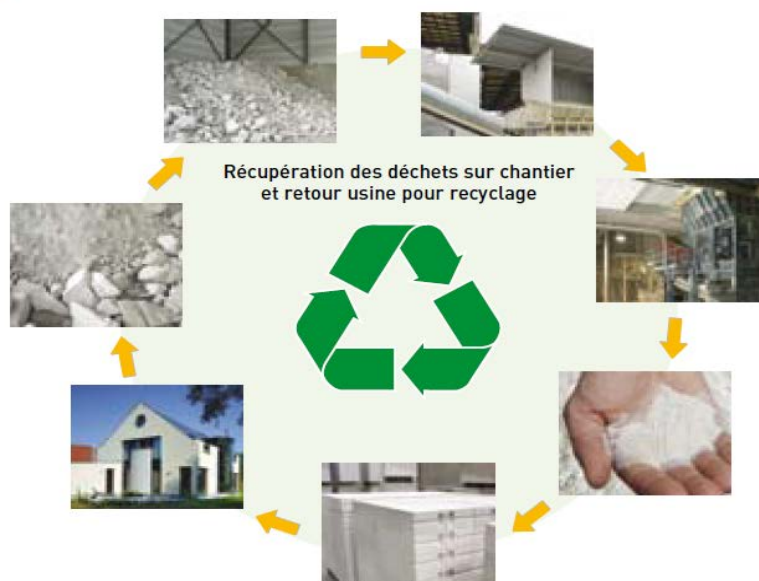 Récupération des déchets sur chantier
et retour usine pour recyclage